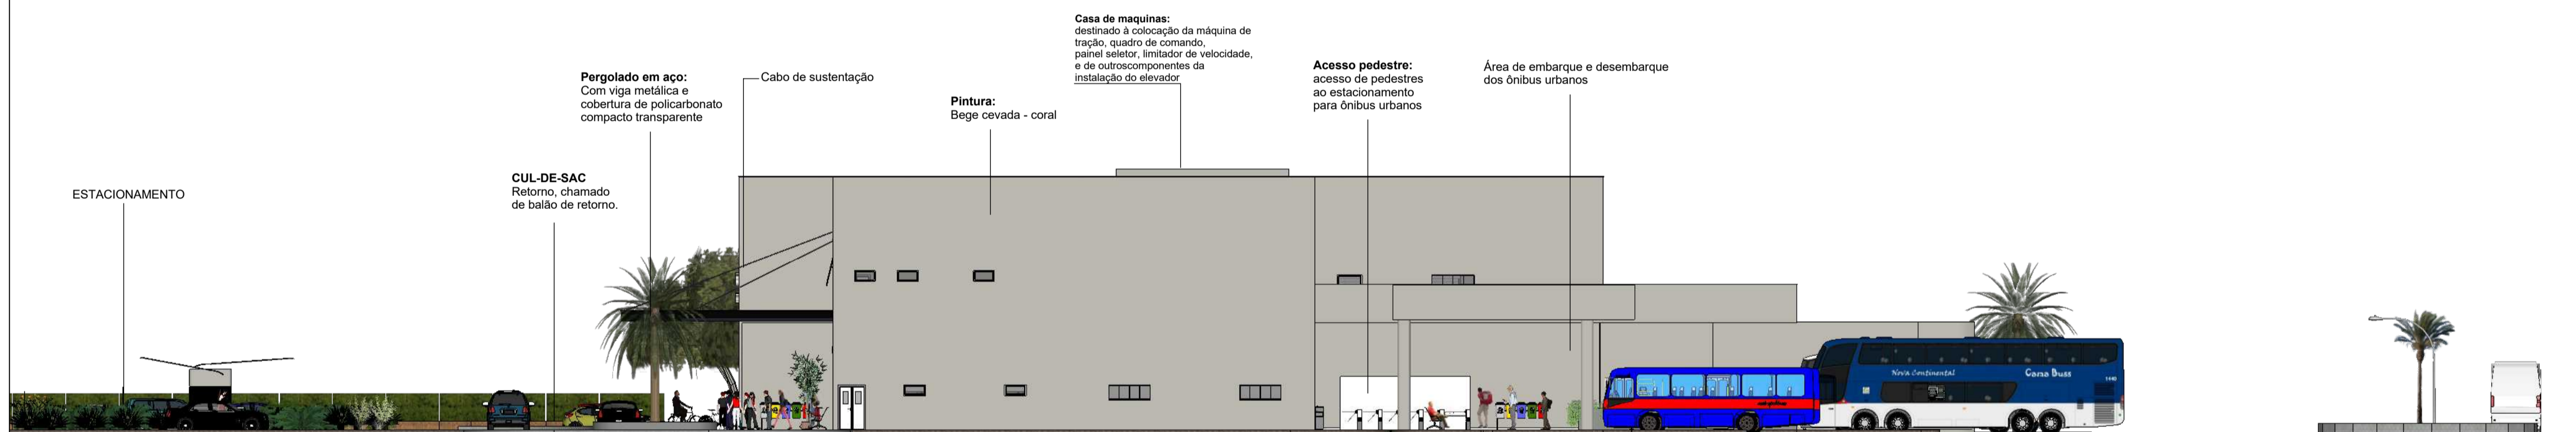 Casa de maquinas:
destinado à colocação da máquina de
tração, quadro de comando,
painel seletor, limitador de velocidade,
e de outroscomponentes da
instalação do elevador
Acesso pedestre:
acesso de pedestres
ao estacionamento
para ônibus urbanos
Área de embarque e desembarque
dos ônibus urbanos
Pergolado em aço:
Com viga metálica e
cobertura de policarbonato
compacto transparente
Cabo de sustentação
Pintura:
Bege cevada - coral
CUL-DE-SAC
Retorno, chamado
de balão de retorno.
ESTACIONAMENTO
Nova Continental
Garza Buss
1440